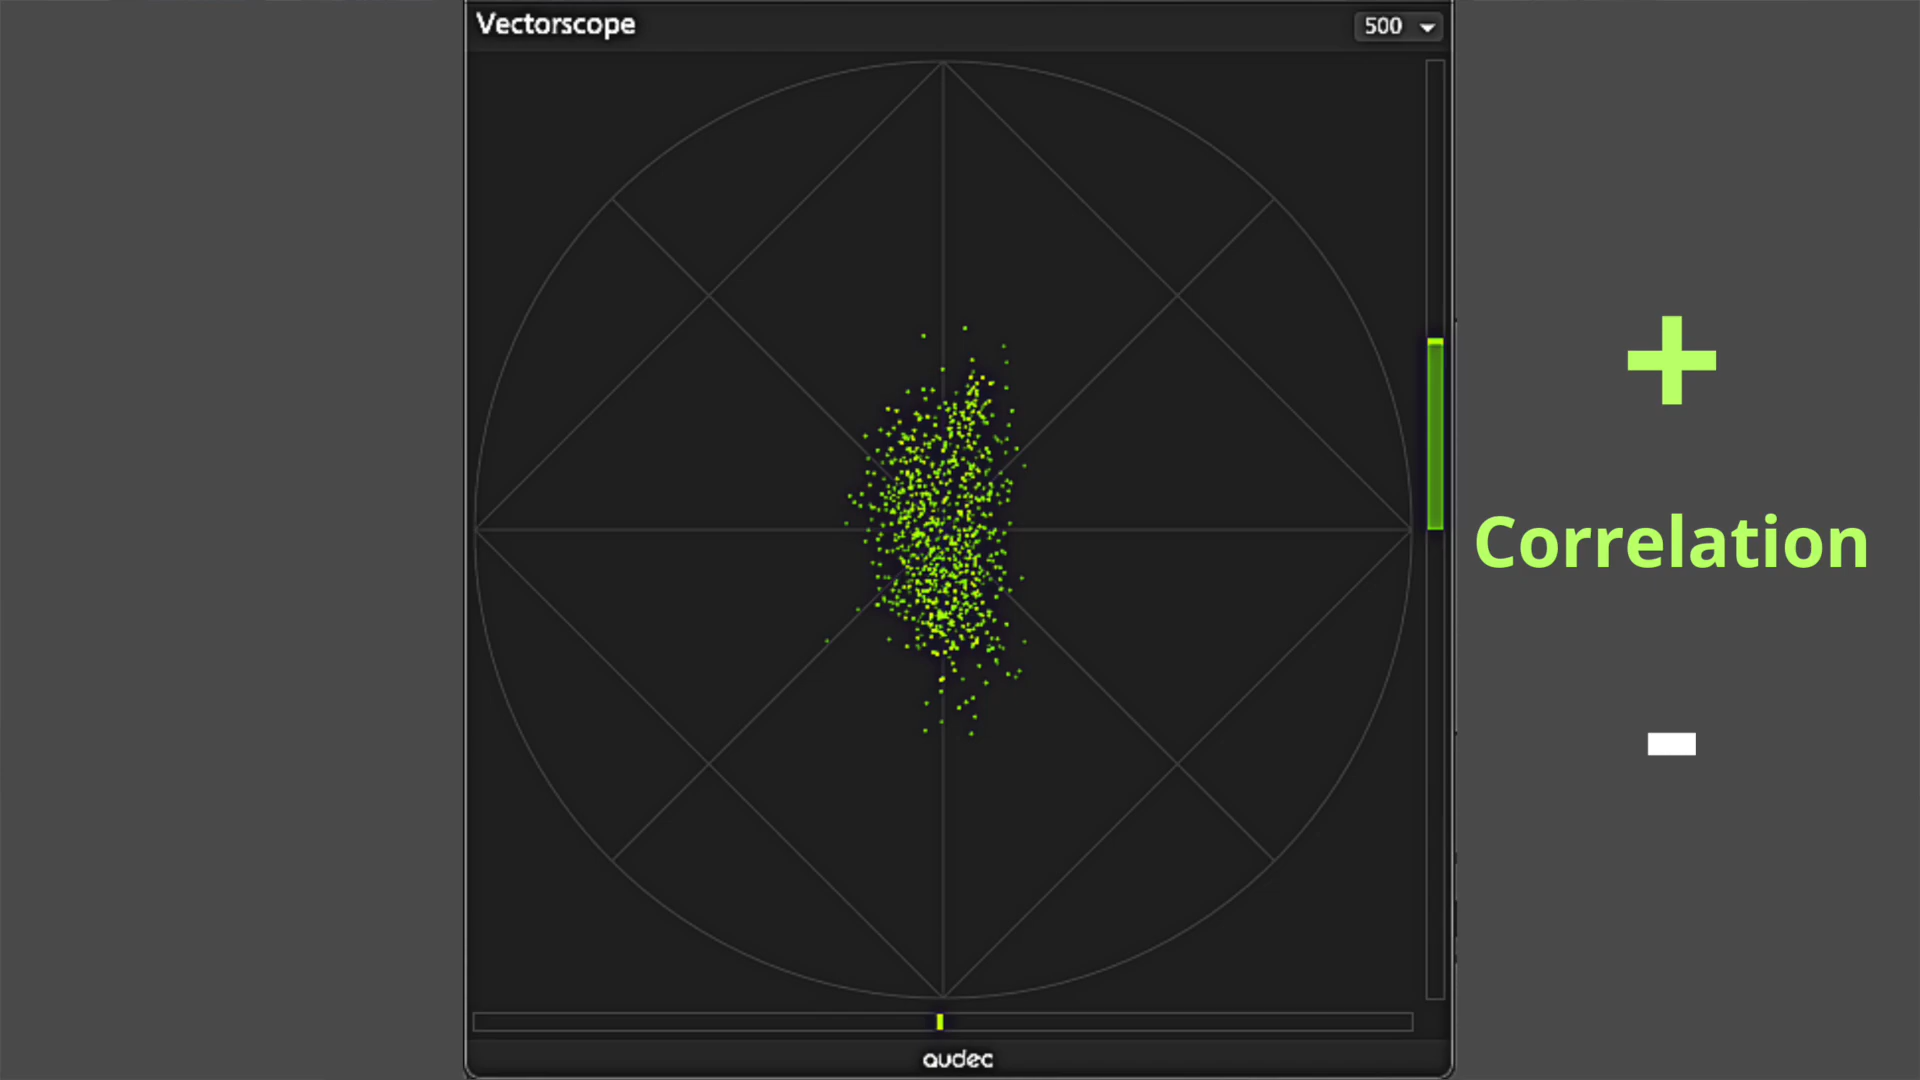 Vectorscope
500
+
Correlation
-
audec